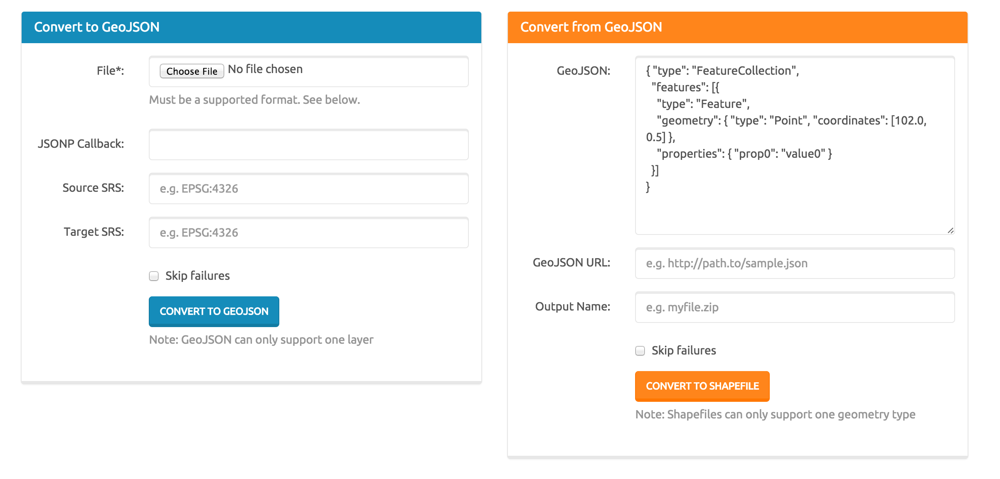 Convert to GeoJSON
File*:
Choose File No file chosen
Must be a supported format. See below.
JSONP Callback:
Source SRS:
e.g. EPSG:4326
Target SRS:
e.g. EPSG:4326
Skip failures
CONVERT TO GEOJSON
Note: GeoJSON can only support one layer
Convert from GeoJSON
GeoJSON:
{ "type": "FeatureCollection",
"features": [{
"type": "Feature",
"geometry": { "type": "Point", "coordinates": [102.0,
0.5] },
"properties": { "prop0": "value0" }
}]
}
GeoJSON URL:
e.g. http://path.to/sample.json
Output Name:
e.g. myfile.zip
Skip failures
CONVERT TO SHAPEFILE
Note: Shapefiles can only support one geometry type